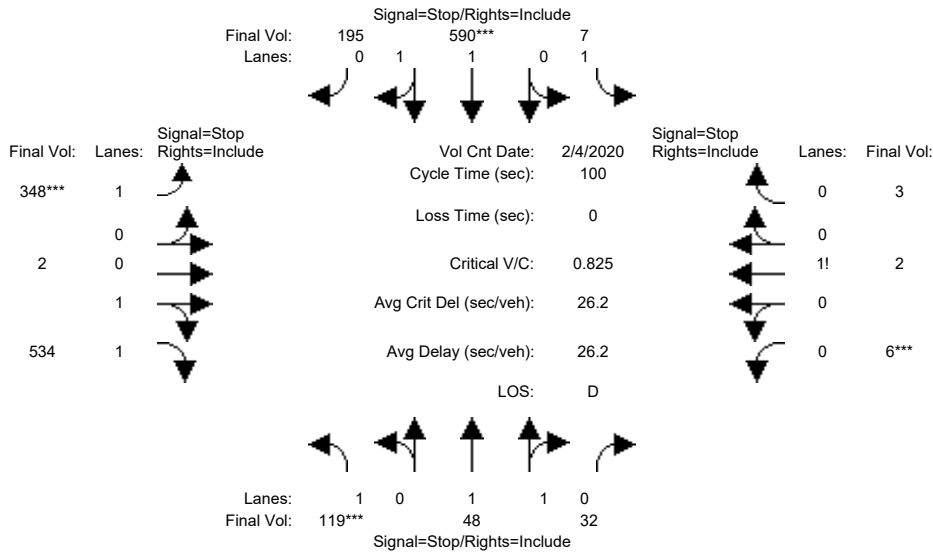 Signal=Stop/Rights=Include
Final Vol: 195 590*** 7
Lanes: 0 1 1 0 1
Signal=Stop
Final Vol: Lanes: Rights=Include
Vol Cnt Date: 2/4/2020
Signal=Stop
Rights=Include Lanes: Final Vol:
Cycle Time (sec): 100
348*** 1
0 3
Loss Time (sec): 0
0
0
2 0
Critical V/C: 0.825
1! 2
1
Avg Crit Del (sec/veh): 26.2
0
534 1
Avg Delay (sec/veh): 26.2
0 6***
LOS: D
Lanes: 1 0 1 1 0
Final Vol: 119*** 48 32
Signal=Stop/Rights=Include